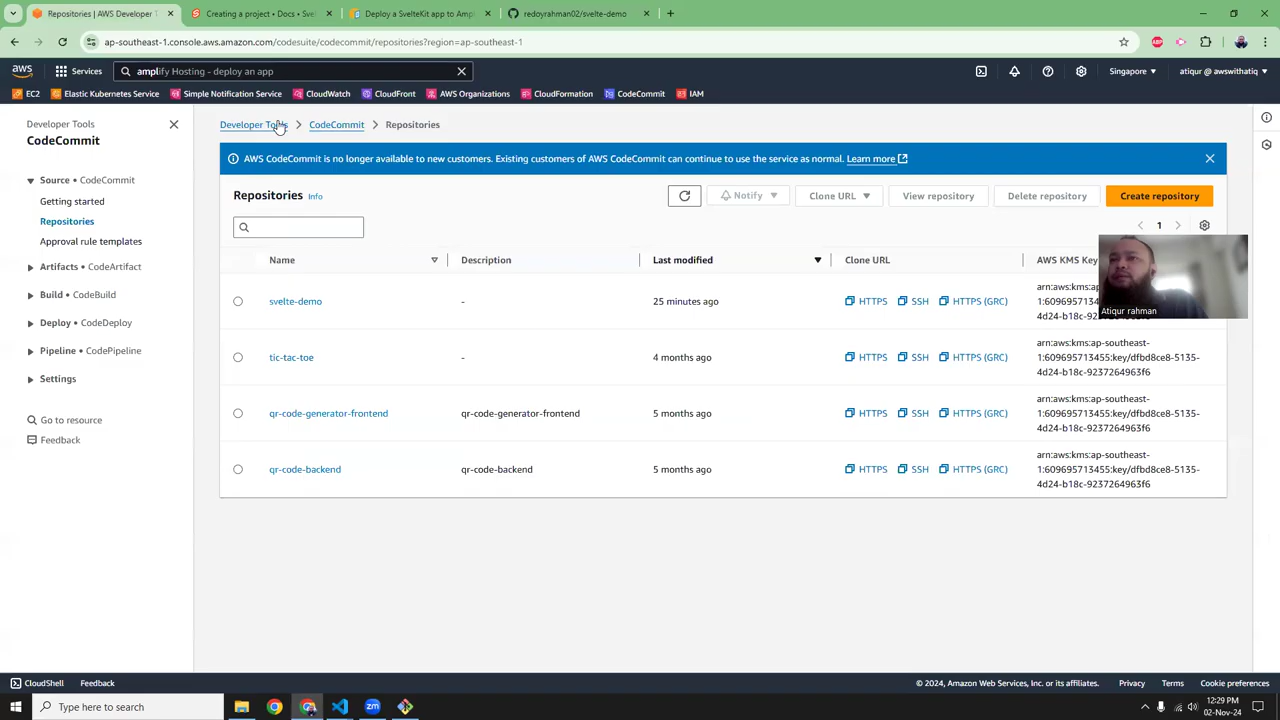 Repositories | AWS Developer T
Creating a project • Docs • Svel
Deploy a SvelteKit app to Ampl
redoyrahman02/svelte-demo
ap-southeast-1.console.aws.amazon.com/codesuite/codecommit/repositories?region=ap-southeast-1
aws
Services
amplify Hosting - deploy an app
Singapore
atiqur @ awswithatiq
EC2
Elastic Kubernetes Service
Simple Notification Service
CloudWatch
CloudFront
AWS Organizations
CloudFormation
CodeCommit
IAM
Developer Tools
CodeCommit
Source • CodeCommit
Getting started
Repositories
Approval rule templates
Artifacts • CodeArtifact
Build • CodeBuild
Deploy • CodeDeploy
Pipeline • CodePipeline
Settings
Go to resource
Feedback
Developer Tools > CodeCommit > Repositories
AWS CodeCommit is no longer available to new customers. Existing customers of AWS CodeCommit can continue to use the service as normal. Learn more
Repositories Info
Notify
Clone URL
View repository
Delete repository
Create repository
1
Name
Description
Last modified
Clone URL
AWS KMS Key
svelte-demo
-
25 minutes ago
HTTPS
SSH
HTTPS (GRC)
arn:aws:kms:ap-
1:609695713
4d24-b18c-9
Atiqur rahman
tic-tac-toe
-
4 months ago
HTTPS
SSH
HTTPS (GRC)
arn:aws:kms:ap-southeast-
1:609695713455:key/dfbd8ce8-5135-
4d24-b18c-9237264963f6
qr-code-generator-frontend
qr-code-generator-frontend
5 months ago
HTTPS
SSH
HTTPS (GRC)
arn:aws:kms:ap-southeast-
1:609695713455:key/dfbd8ce8-5135-
4d24-b18c-9237264963f6
qr-code-backend
qr-code-backend
5 months ago
HTTPS
SSH
HTTPS (GRC)
arn:aws:kms:ap-southeast-
1:609695713455:key/dfbd8ce8-5135-
4d24-b18c-9237264963f6
CloudShell
Feedback
© 2024, Amazon Web Services, Inc. or its affiliates.
Privacy
Terms
Cookie preferences
Type here to search
12:29 PM
02-Nov-24